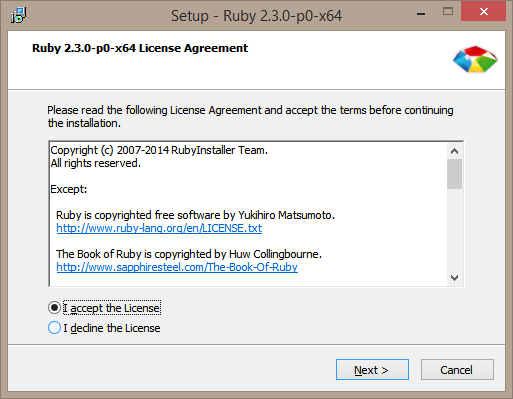 Setup - Ruby 2.3.0-p0-x64
Ruby 2.3.0-p0-x64 License Agreement
Please read the following License Agreement and accept the terms before continuing
the installation.
Copyright (c) 2007-2014 RubyInstaller Team.
All rights reserved.
Except:
Ruby is copyrighted free software by Yukihiro Matsumoto.
http://www.ruby-lang.org/en/LICENSE.txt
The Book of Ruby is copyrighted by Huw Collingbourne.
http://www.sapphiresteel.com/The-Book-Of-Ruby
I accept the License
I decline the License
Next >
Cancel